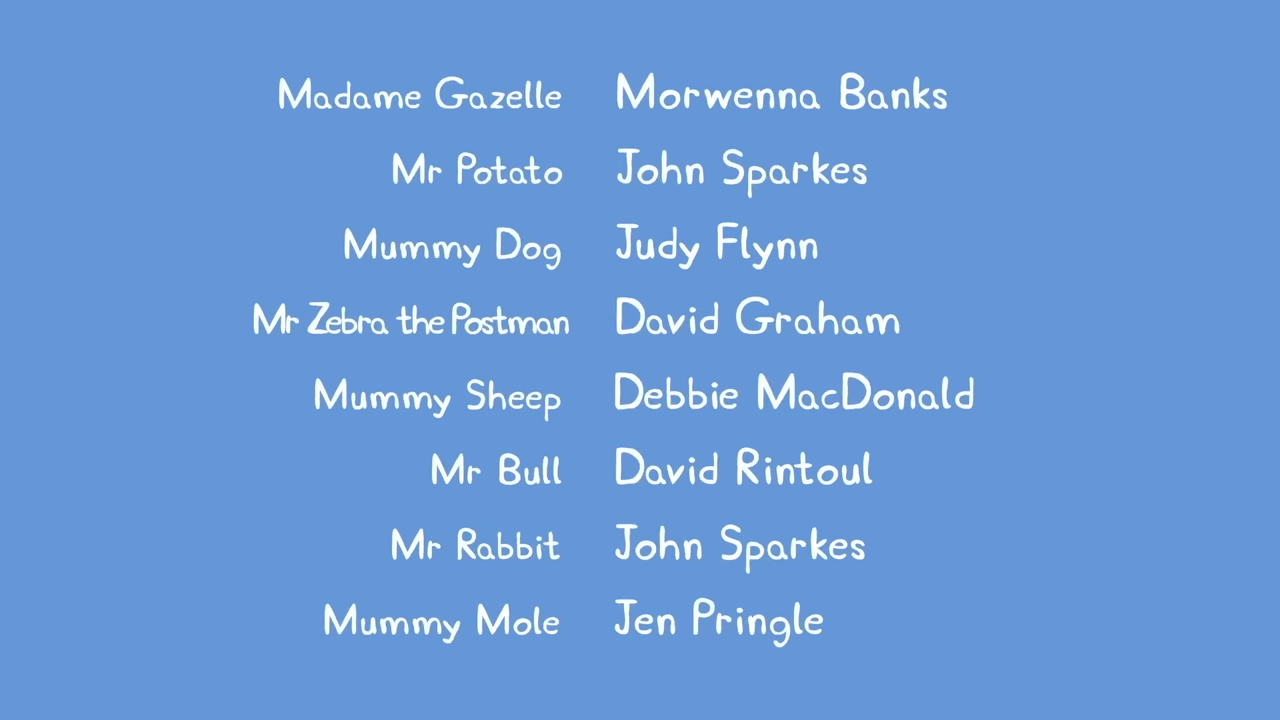 Madame Gazelle Morwenna Banks
Mr Potato John Sparkes
Mummy Dog Judy Flynn
Mr Zebra the Postman David Graham
Mummy Sheep Debbie MacDonald
Mr Bull David Rintoul
Mr Rabbit John Sparkes
Mummy Mole Jen Pringle